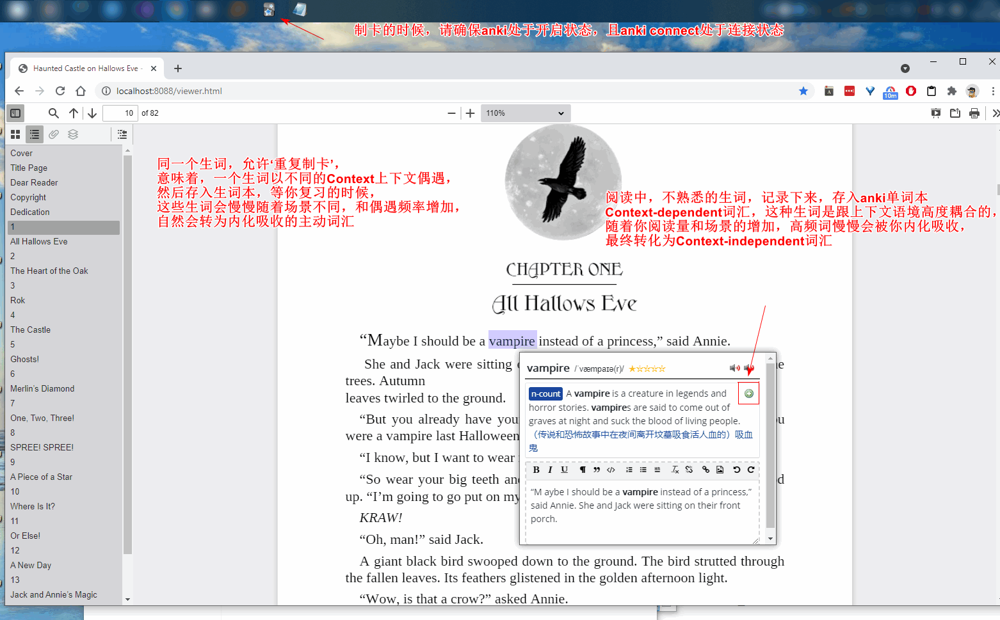 制卡的时候，请确保anki处于开启状态，且anki connect处于连接状态
Haunted Castle on Hallows Eve -
localhost:8088/viewer.html
10m
10 of 82
110%
Cover
Title Page
Dear Reader
Copyright
Dedication
1
All Hallows Eve
2
The Heart of the Oak
3
Rok
4
The Castle
5
Ghosts!
6
Merlin's Diamond
7
One, Two, Three!
8
SPREE! SPREE!
9
A Piece of a Star
10
Where Is It?
11
Or Else!
12
A New Day
13
Jack and Annie's Magic
同一个生词，允许‘重复制卡’，
意味着，一个生词以不同的Context上下文偶遇，
然后存入生词本，等你复习的时候，
这些生词会慢慢随着场景不同，和偶遇频率增加，
自然会转为内化吸收的主动词汇
阅读中，不熟悉的生词，记录下来，存入anki单词本
Context-dependent词汇，这种生词是跟上下文语境高度耦合的，
随着你阅读量和场景的增加，高频词慢慢会被你内化吸收，
最终转化为Context-independent词汇
CHAPTER ONE
All Hallows Eve
“Maybe I should be a vampire instead of a princess,” said Annie.
She and Jack were sitting
trees. Autumn
leaves twirled to the ground.
“But you already have
were a vampire last Halloween
“I know, but I want to wear
“So wear your big teeth
up. “I’m going to go put on my
KRAW!
“Oh, man!” said Jack.
A giant black bird swooped down to the ground. The bird strutted through
the fallen leaves. Its feathers glistened in the golden afternoon light.
“Wow, is that a crow?” asked Annie.
vampire /ˈvæmpaɪə(r)/ ★☆☆☆☆
n-count A vampire is a creature in legends and
horror stories. vampires are said to come out of
graves at night and suck the blood of living people.
（传说和恐怖故事中在夜间离开坟墓吸食活人血的）吸血
鬼
“M aybe I should be a vampire instead of a princess,”
said Annie. She and Jack were sitting on their front
porch.